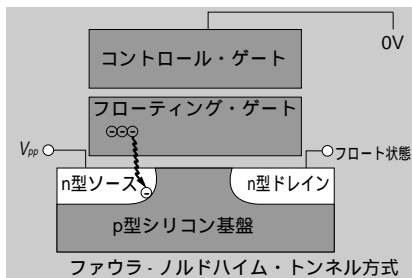 0V
コントロール・ゲート
フローティング・ゲート
⊖⊖⊖
Vpp
フロート状態
n型ソース
⊖
n型ドレイン
p型シリコン基盤
ファウラ・ノルドハイム・トンネル方式